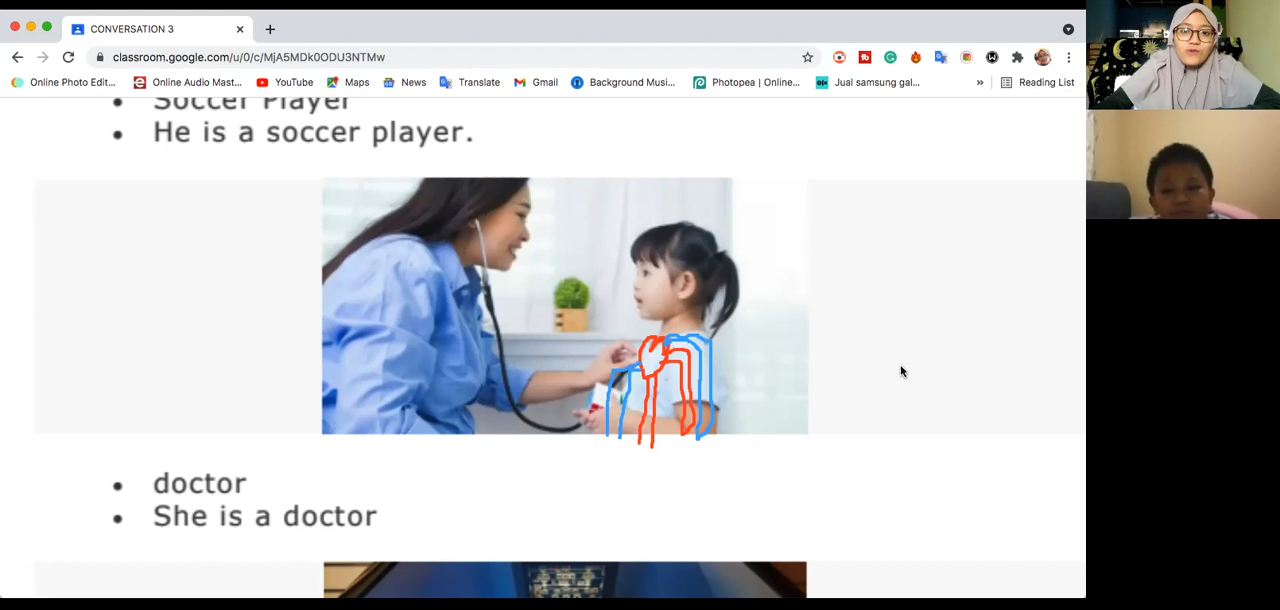 CONVERSATION 3
classroom.google.com/u/0/c/MjA5MDk0ODU3NTMw
Online Photo Edit...
Online Audio Mast...
YouTube
Maps
News
Translate
Gmail
Background Musi...
Photopea | Online...
Jual samsung gal...
»
Reading List
• Soccer Player
• He is a soccer player.
• doctor
• She is a doctor